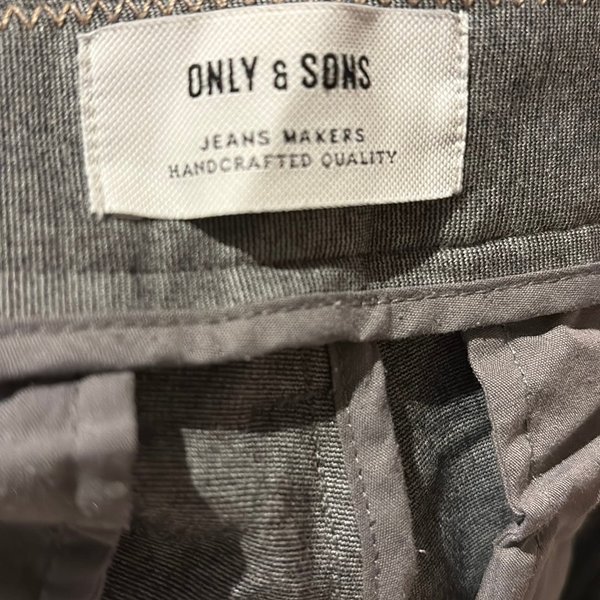 ONLY & SONS
JEANS MAKERS
HANDCRAFTED QUALITY